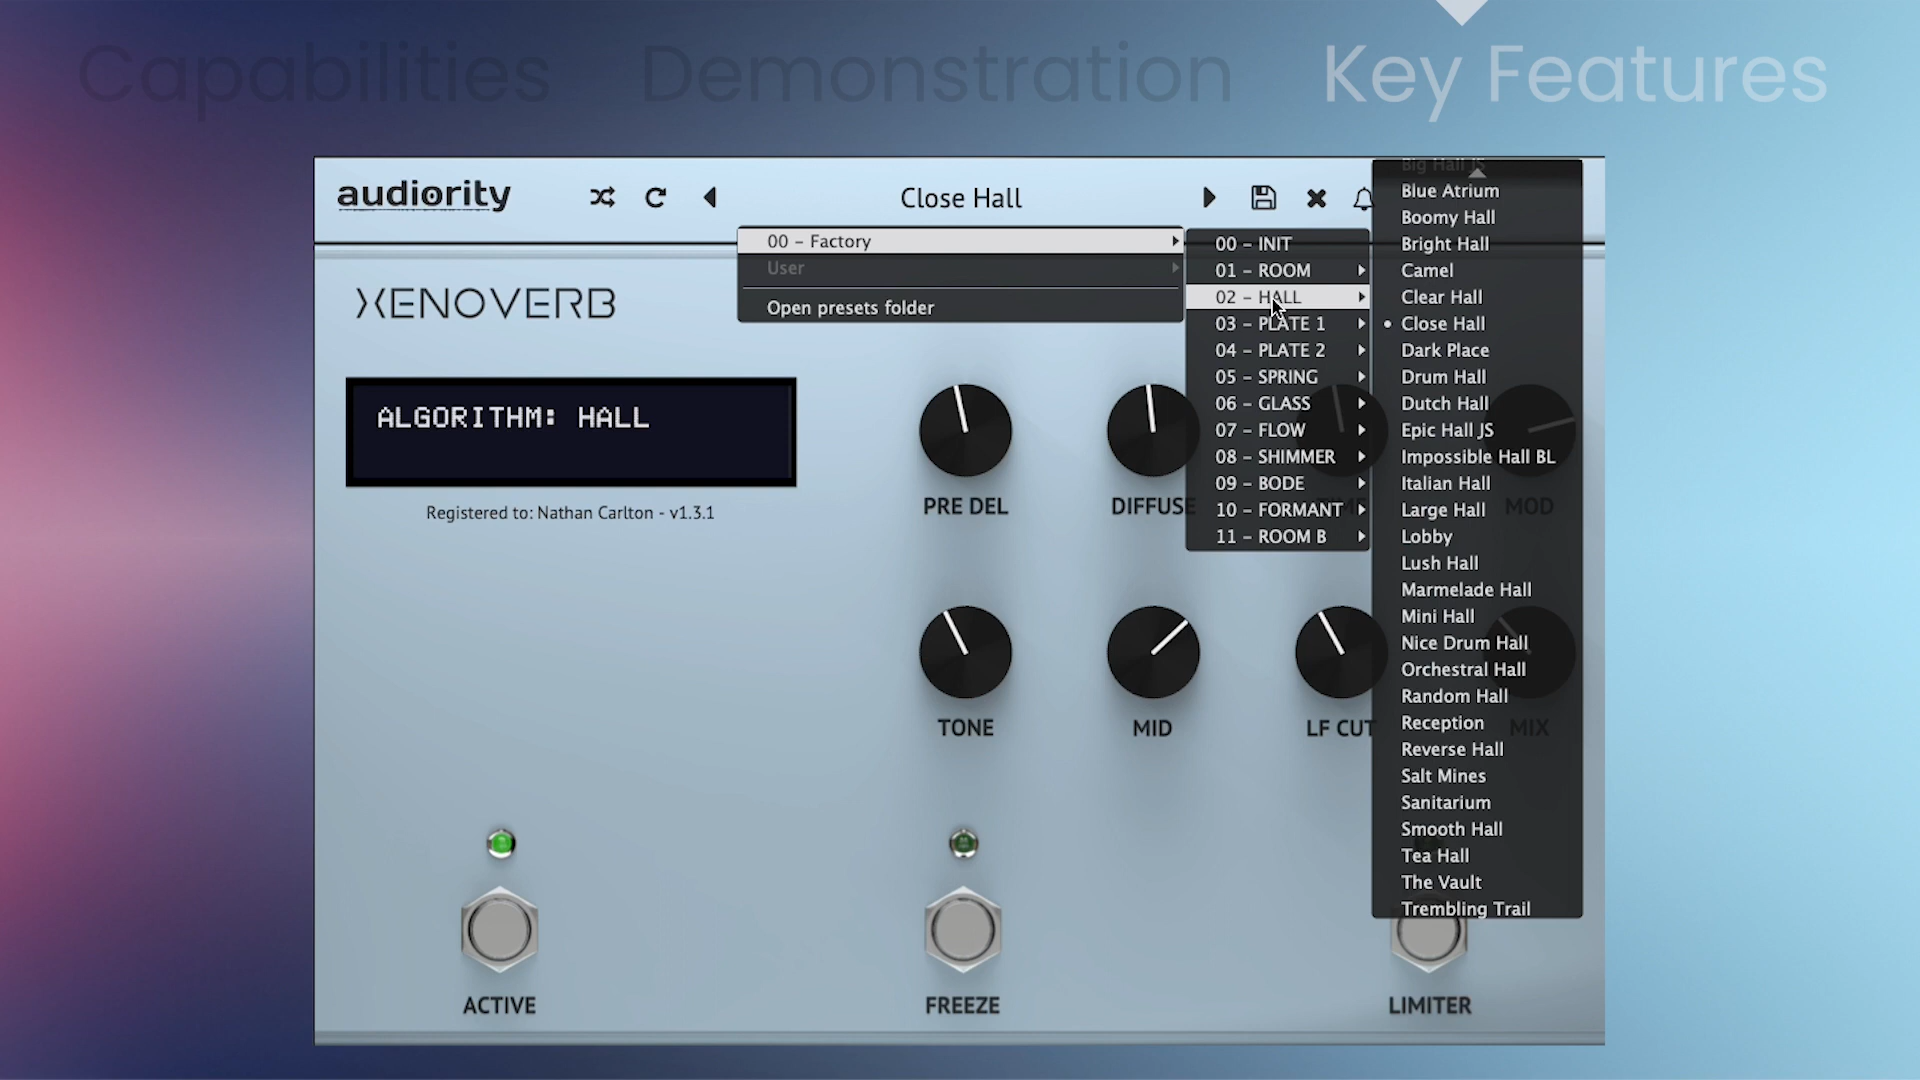 Capabilities
Demonstration
Key Features
audiority
Close Hall
XENOVERB
00 – Factory
User
Open presets folder
00 – INIT
01 – ROOM
02 – HALL
03 – PLATE 1
04 – PLATE 2
05 – SPRING
06 – GLASS
07 – FLOW
08 – SHIMMER
09 – BODE
10 – FORMANT
11 – ROOM B
Big Hall JS
Blue Atrium
Boomy Hall
Bright Hall
Camel
Clear Hall
Close Hall
Dark Place
Drum Hall
Dutch Hall
Epic Hall JS
Impossible Hall BL
Italian Hall
Large Hall
Lobby
Lush Hall
Marmelade Hall
Mini Hall
Nice Drum Hall
Orchestral Hall
Random Hall
Reception
Reverse Hall
Salt Mines
Sanitarium
Smooth Hall
Tea Hall
The Vault
Trembling Trail
ALGORITHM: HALL
Registered to: Nathan Carlton - v1.3.1
PRE DEL
DIFFUSE
TIME
MOD
TONE
MID
LF CUT
MIX
ACTIVE
FREEZE
LIMITER